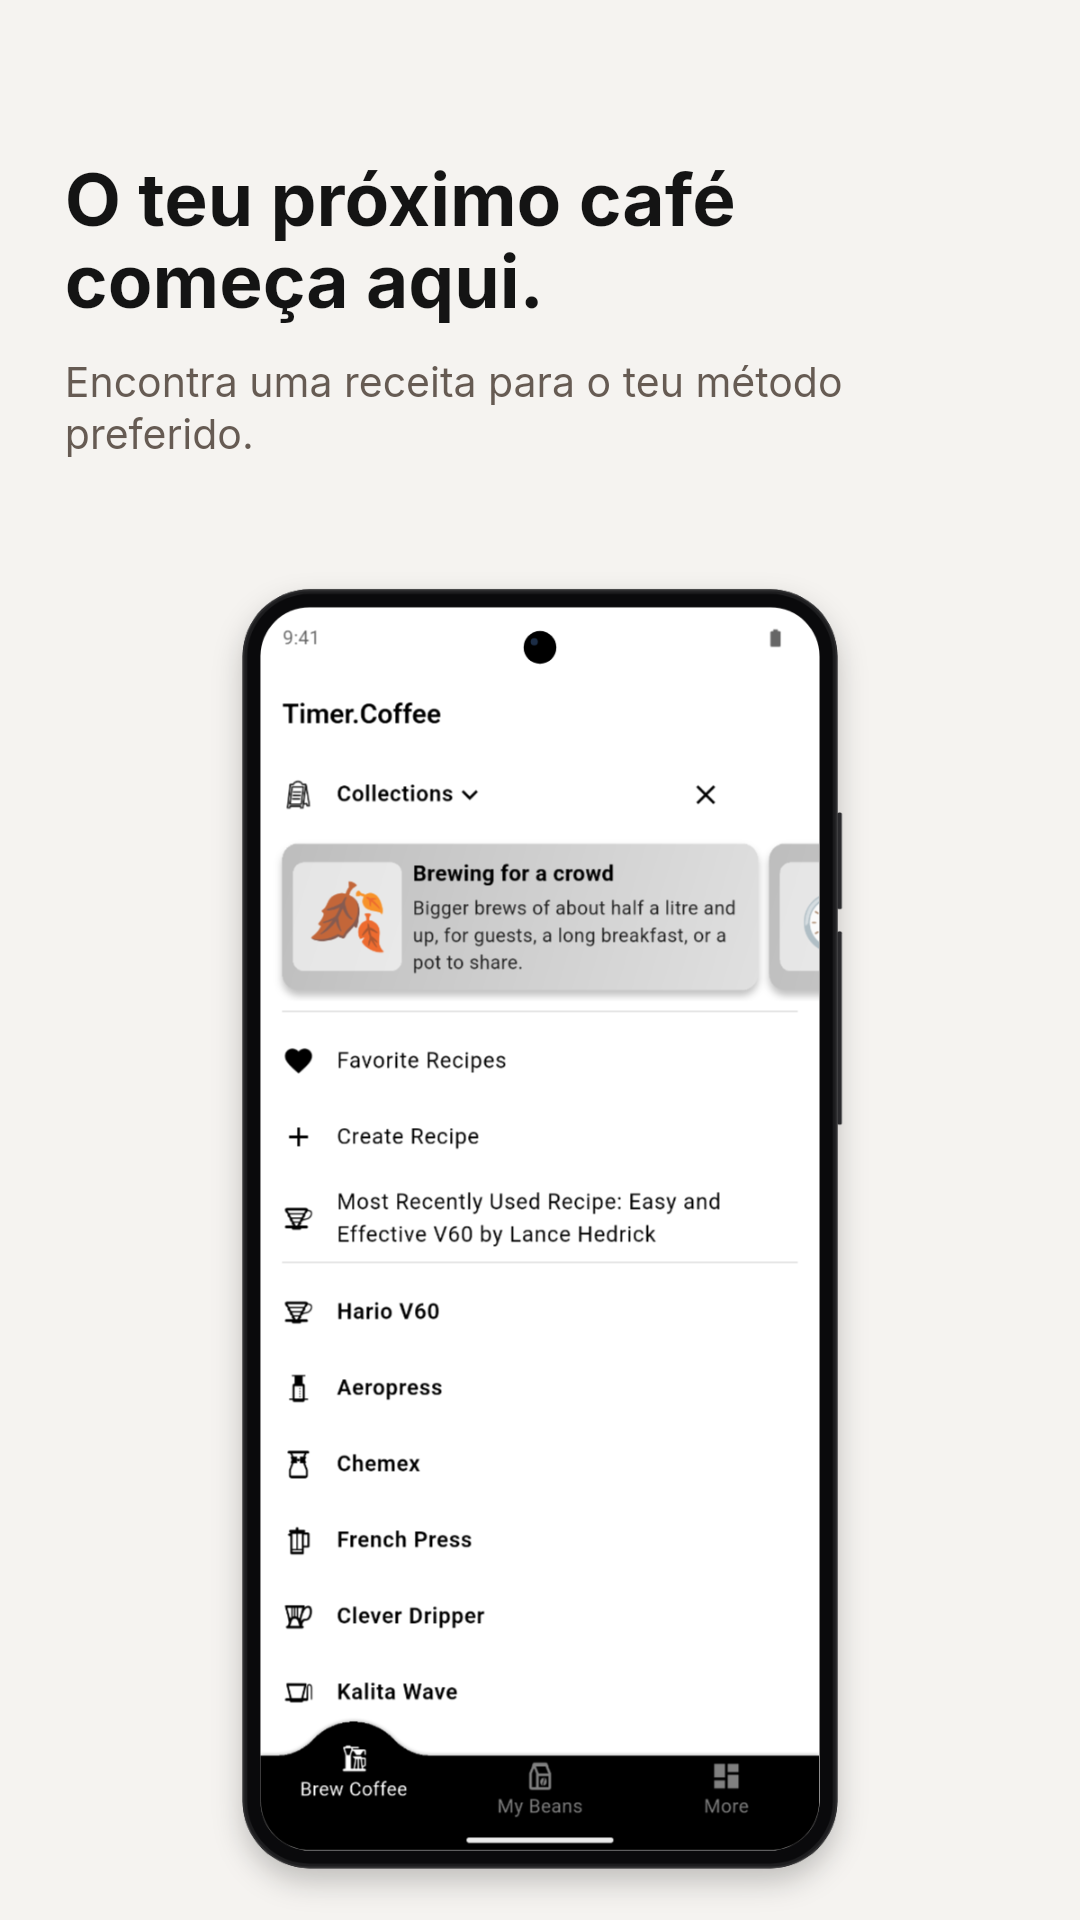 O teu próximo café
começa aqui.
Encontra uma receita para o teu método
preferido.
9:41
Timer.Coffee
Collections
Brewing for a crowd
Bigger brews of about half a litre and
up, for guests, a long breakfast, or a
pot to share.
Favorite Recipes
Create Recipe
Most Recently Used Recipe: Easy and
Effective V60 by Lance Hedrick
Hario V60
Aeropress
Chemex
French Press
Clever Dripper
Kalita Wave
Brew Coffee
My Beans
More